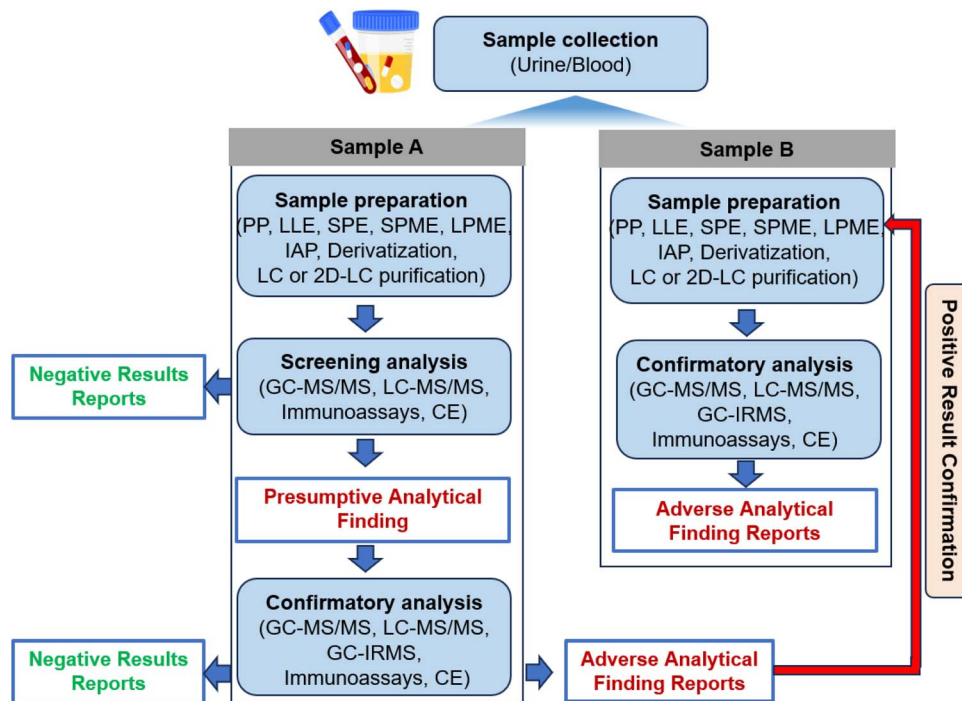 Sample collection
(Urine/Blood)
Sample A
Sample preparation
(PP, LLE, SPE, SPME, LPME,
IAP, Derivatization,
LC or 2D-LC purification)
Screening analysis
(GC-MS/MS, LC-MS/MS,
Immunoassays, CE)
Negative Results
Reports
Presumptive Analytical
Finding
Confirmatory analysis
(GC-MS/MS, LC-MS/MS,
GC-IRMS,
Immunoassays, CE)
Negative Results
Reports
Adverse Analytical
Finding Reports
Sample B
Sample preparation
(PP, LLE, SPE, SPME, LPME,
IAP, Derivatization,
LC or 2D-LC purification)
Confirmatory analysis
(GC-MS/MS, LC-MS/MS,
GC-IRMS,
Immunoassays, CE)
Adverse Analytical
Finding Reports
Positive Result Confirmation